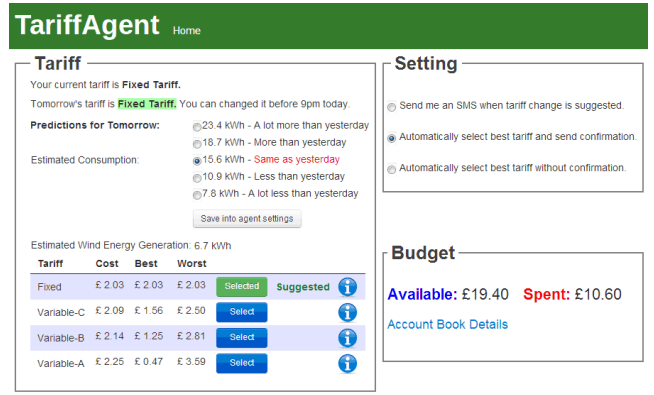 TariffAgent Home
Tariff
Your current tariff is Fixed Tariff.
Tomorrow's tariff is Fixed Tariff. You can changed it before 9pm today.
Predictions for Tomorrow:
Estimated Consumption:
23.4 kWh - A lot more than yesterday
18.7 kWh - More than yesterday
15.6 kWh - Same as yesterday
10.9 kWh - Less than yesterday
7.8 kWh - A lot less than yesterday
Save into agent settings
Estimated Wind Energy Generation: 6.7 kWh
Tariff Cost Best Worst
Fixed £ 2.03 £ 2.03 £ 2.03 Selected Suggested i
Variable-C £ 2.09 £ 1.56 £ 2.50 Select i
Variable-B £ 2.14 £ 1.25 £ 2.81 Select i
Variable-A £ 2.25 £ 0.47 £ 3.59 Select i
Setting
Send me an SMS when tariff change is suggested.
Automatically select best tariff and send confirmation.
Automatically select best tariff without confirmation.
Budget
Available: £19.40 Spent: £10.60
Account Book Details